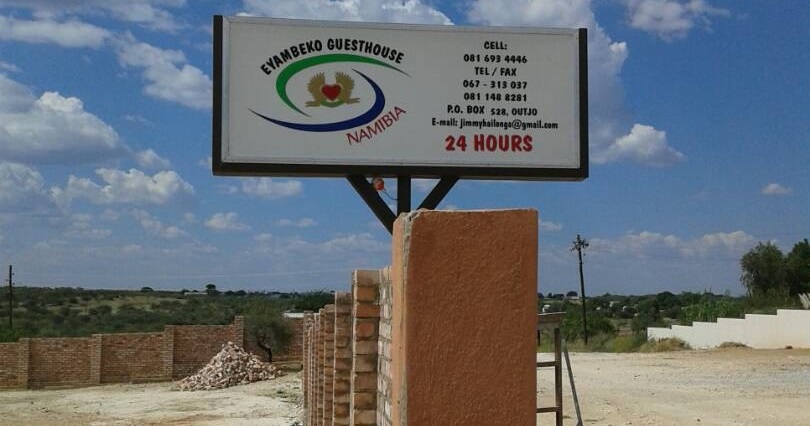 EYAMBEKO GUESTHOUSE
NAMIBIA
CELL:
081 693 4446
TEL / FAX
067 - 313 037
081 148 8281
P.O. BOX 528, OUTJO
E-mail: jimmyhailonga@gmail.com
24 HOURS